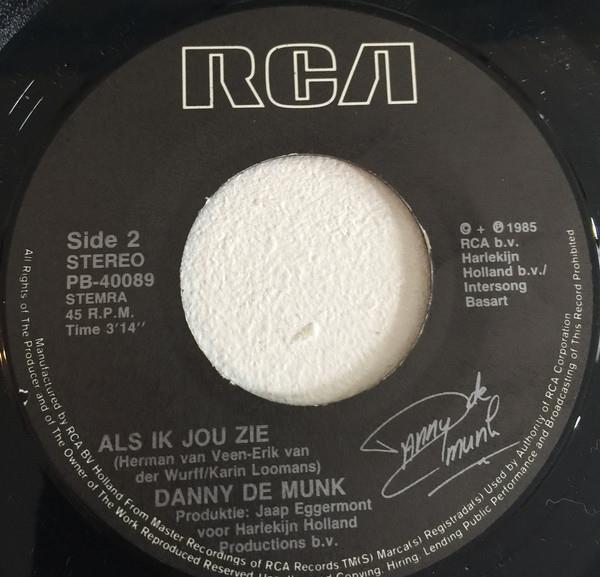 RCA
Side 2
STEREO
PB-40089
STEMRA
45 R.P.M.
Time 3'14''
© + ℗ 1985
RCA b.v.
Harlekijn
Holland b.v./
Intersong
Basart
ALS IK JOU ZIE
(Herman van Veen-Erik van
der Wurff/Karin Loomans)
DANNY DE MUNK
Produktie: Jaap Eggermont
voor Harlekijn Holland
Productions b.v.
Danny de munk
Manufactured by RCA BV Holland From Master Recordings of RCA Records TM(S) Marca(s) Registrada(s) Used by Authority of RCA Corporation
All Rights of The Producer and of The Owner of The Work Reproduced Reserved. Copying. Hiring. Lending Public Performance and Broadcasting of This Record Prohibited